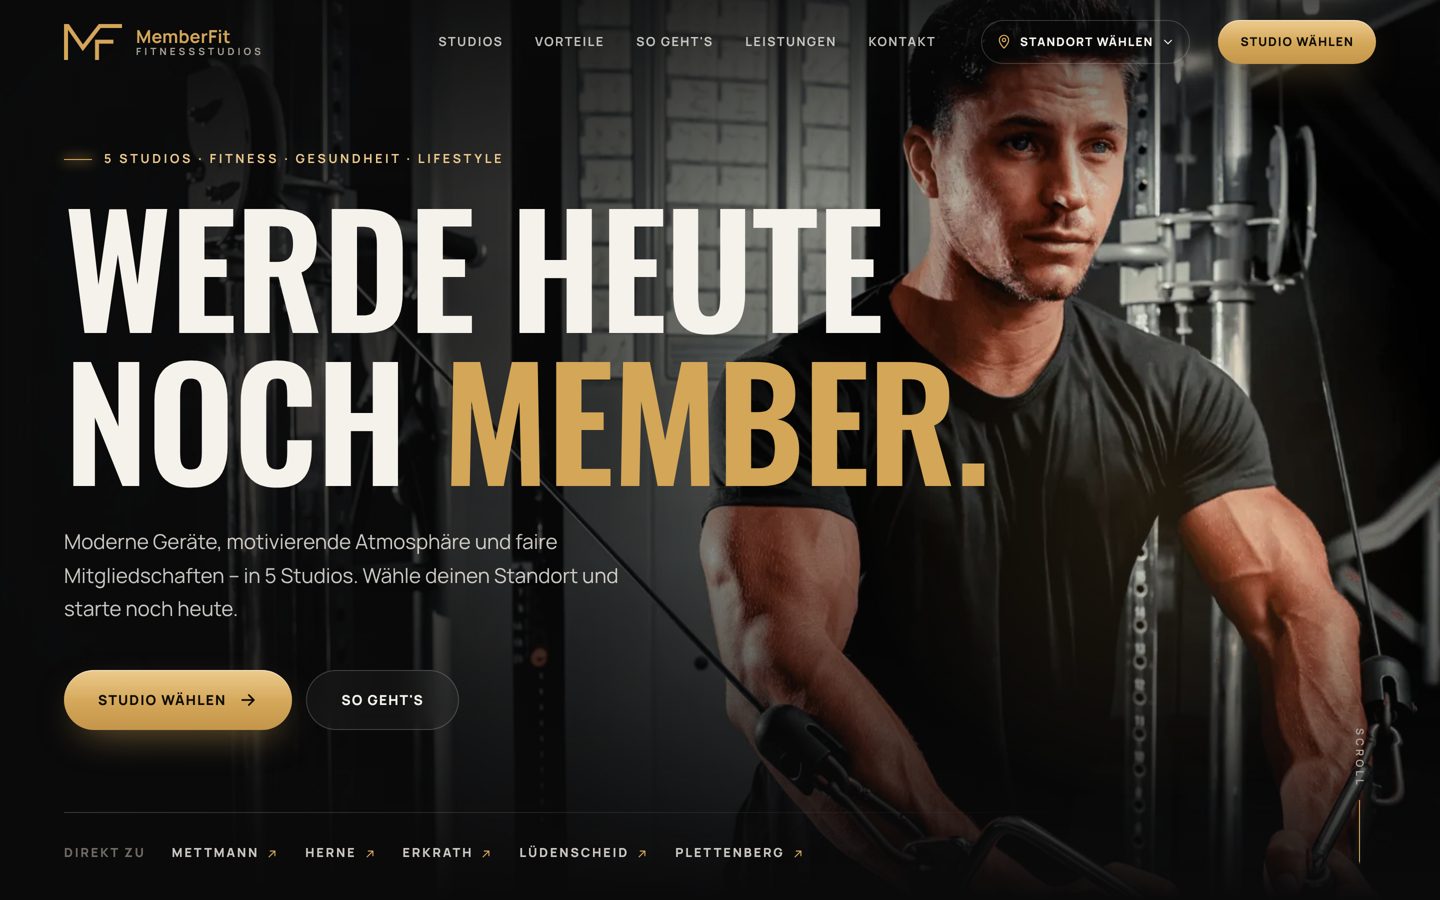 MemberFit
FITNESSSTUDIOS
STUDIOS
VORTEILE
SO GEHT'S
LEISTUNGEN
KONTAKT
STANDORT WÄHLEN
STUDIO WÄHLEN
5 STUDIOS · FITNESS · GESUNDHEIT · LIFESTYLE
WERDE HEUTE
NOCH MEMBER.
Moderne Geräte, motivierende Atmosphäre und faire
Mitgliedschaften – in 5 Studios. Wähle deinen Standort und
starte noch heute.
STUDIO WÄHLEN →
SO GEHT'S
SCROLL
DIREKT ZU
METTMANN ↗
HERNE ↗
ERKRATH ↗
LÜDENSCHEID ↗
PLETTENBERG ↗